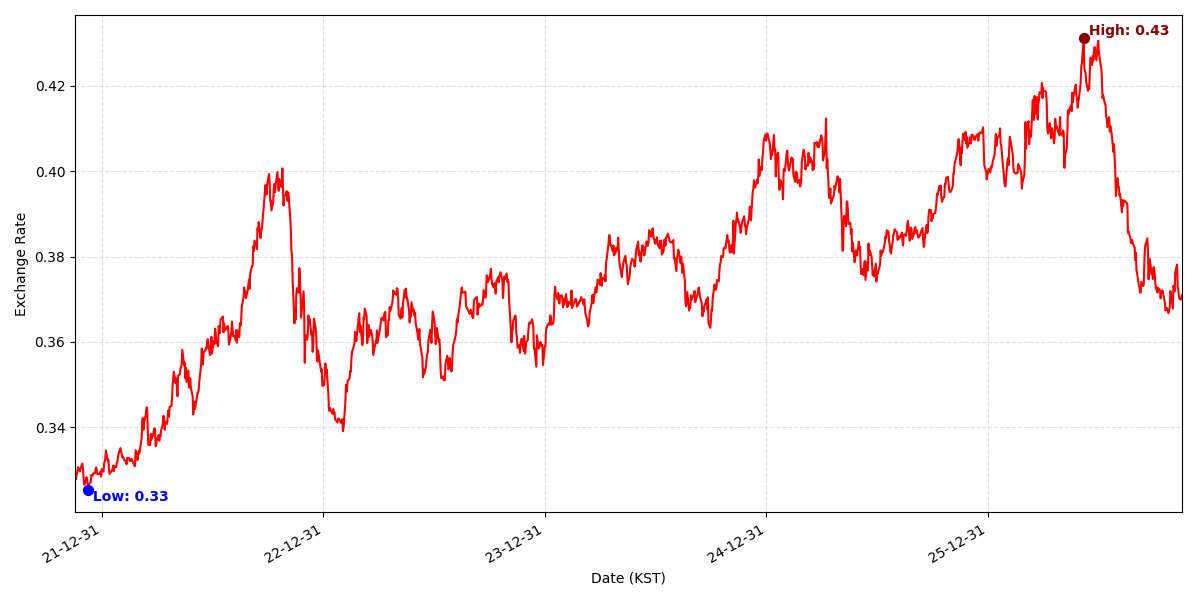 High: 0.43
0.42
0.40
0.38
0.36
0.34
Exchange Rate
Low: 0.33
21-12-31
22-12-31
23-12-31
24-12-31
25-12-31
Date (KST)